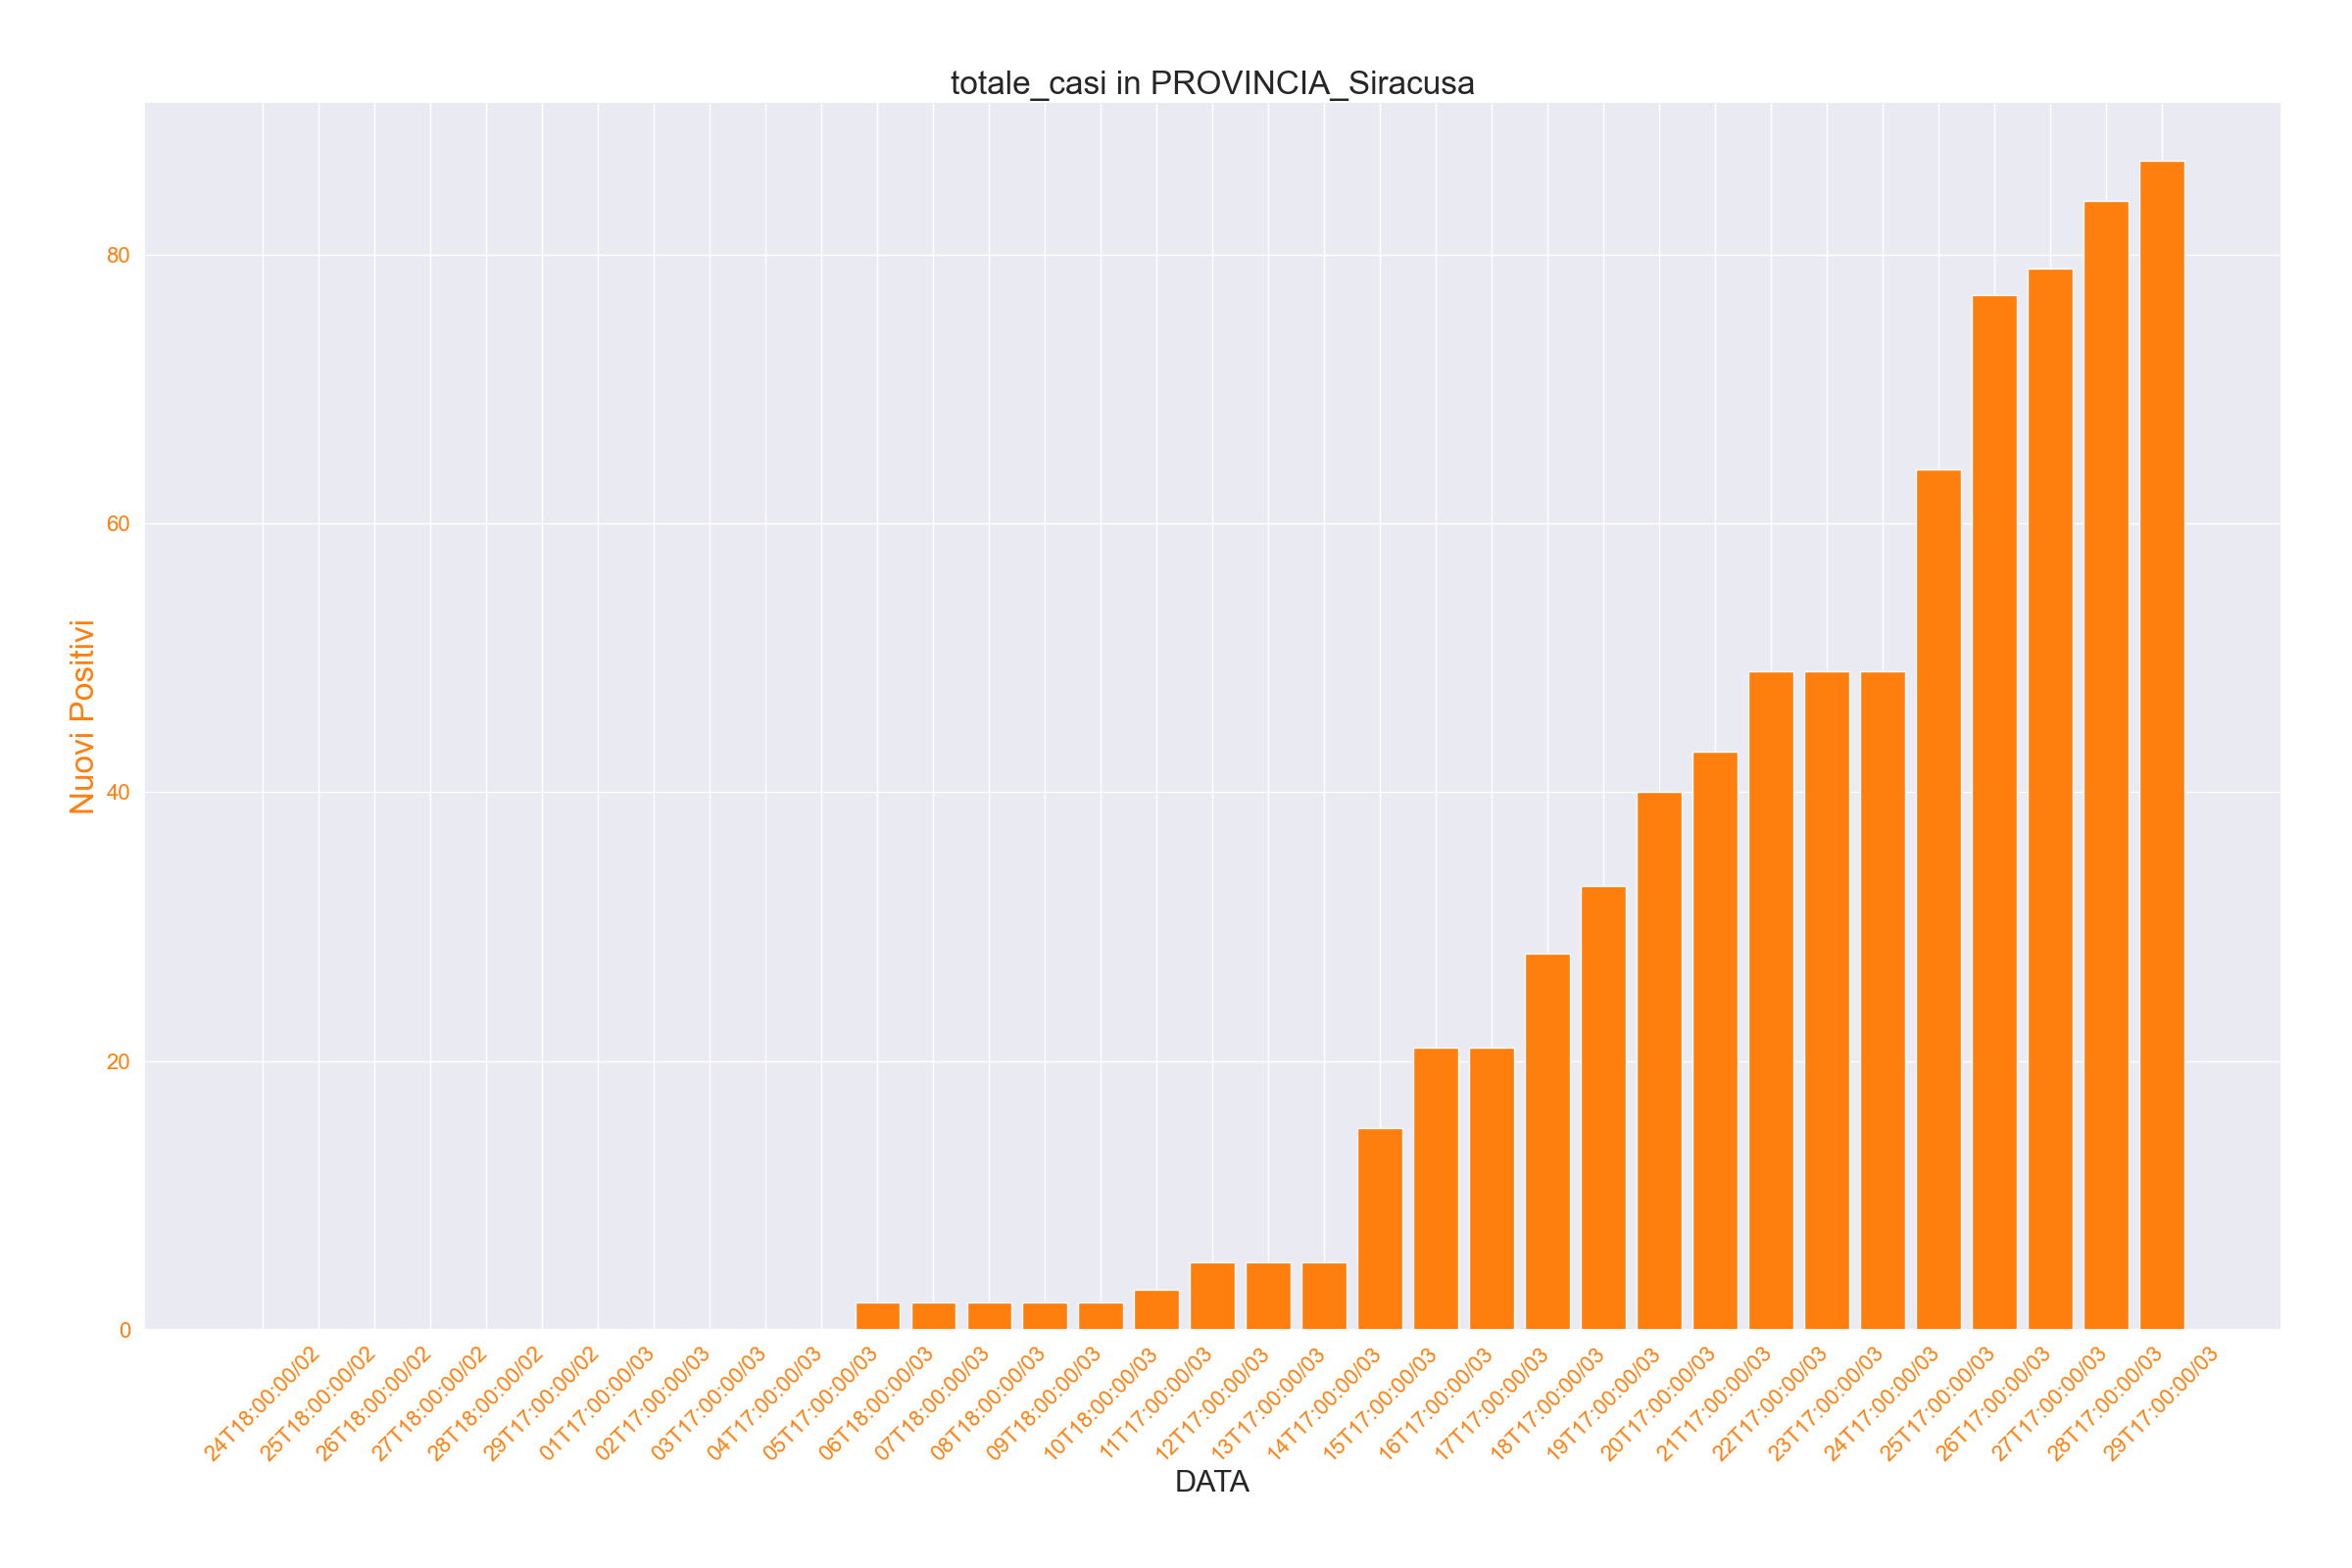 totale_casi in PROVINCIA_Siracusa
Nuovi Positivi
80
60
40
20
0
24T18:00:00/02
25T18:00:00/02
26T18:00:00/02
27T18:00:00/02
28T18:00:00/02
29T17:00:00/02
01T17:00:00/03
02T17:00:00/03
03T17:00:00/03
04T17:00:00/03
05T17:00:00/03
06T18:00:00/03
07T18:00:00/03
08T18:00:00/03
09T18:00:00/03
10T18:00:00/03
11T17:00:00/03
12T17:00:00/03
13T17:00:00/03
14T17:00:00/03
15T17:00:00/03
16T17:00:00/03
17T17:00:00/03
18T17:00:00/03
19T17:00:00/03
20T17:00:00/03
21T17:00:00/03
22T17:00:00/03
23T17:00:00/03
24T17:00:00/03
25T17:00:00/03
26T17:00:00/03
27T17:00:00/03
28T17:00:00/03
29T17:00:00/03
DATA